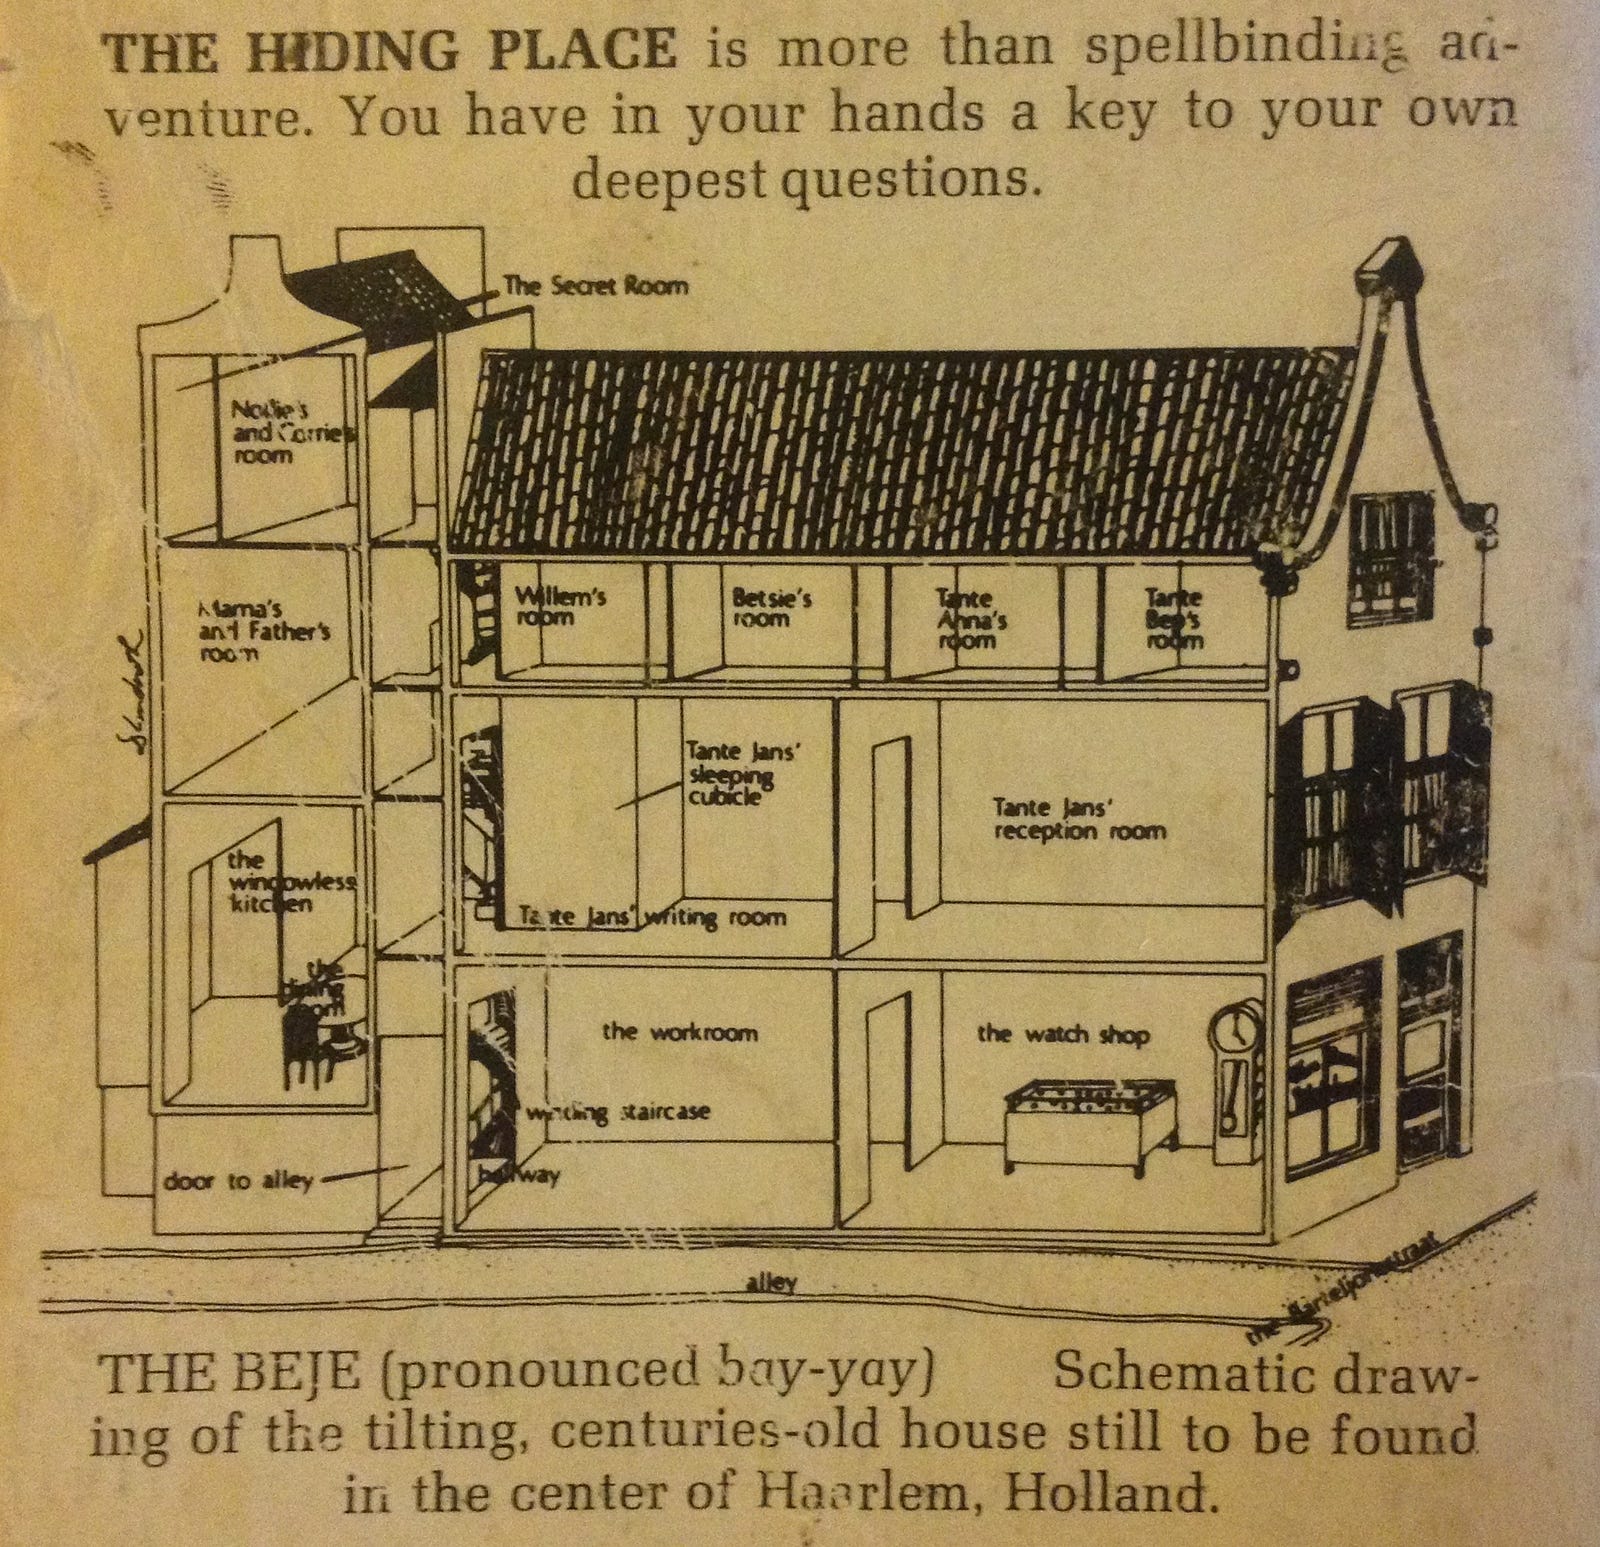 THE HIDING PLACE is more than spellbinding ad-
venture. You have in your hands a key to your own
deepest questions.
The Secret Room
Nollie's
and Corrie's
room
Mama's
and Father's
room
Willem's
room
Betsie's
room
Tante
Anna's
room
Tante
Bep's
room
Tante Jans'
sleeping
cubicle
Tante Jans'
reception room
the
windowless
kitchen
Tante Jans' writing room
the
dining
room
the workroom
the watch shop
winding staircase
door to alley
hallway
alley
the Barteljorisstraat
THE BEJE (pronounced bay-yay) Schematic draw-
ing of the tilting, centuries-old house still to be found
in the center of Haarlem, Holland.